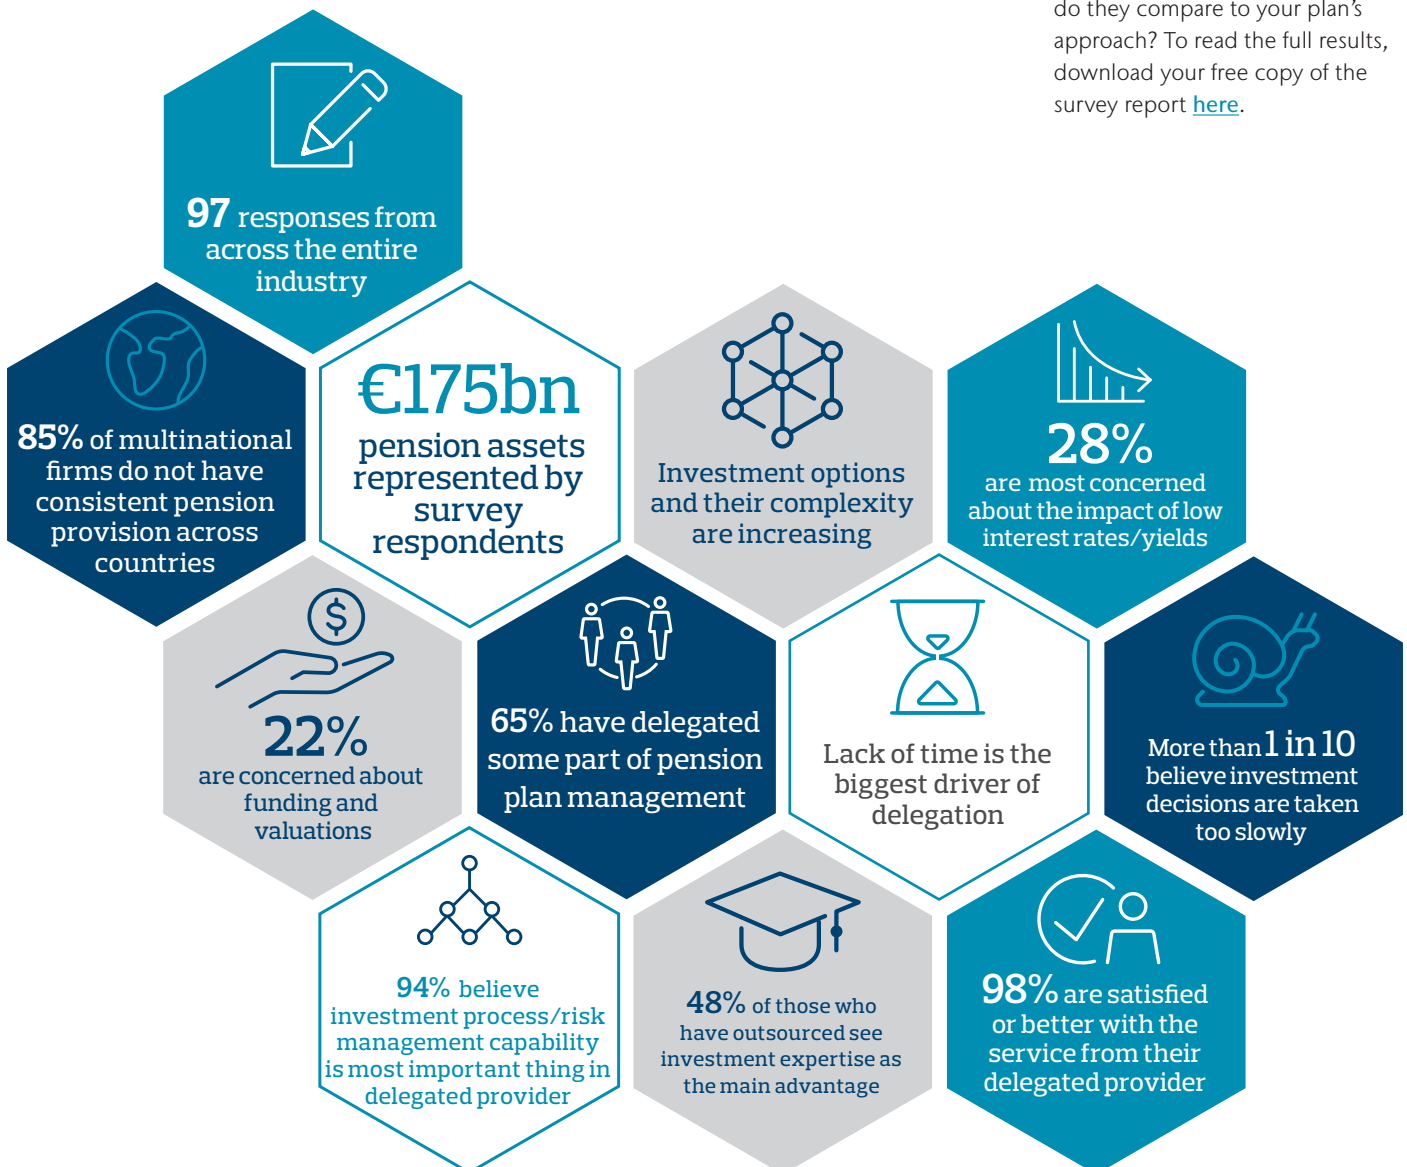 do they compare to your plan’s
approach? To read the full results,
download your free copy of the
survey report here.
97 responses from
across the entire
industry
85% of multinational
firms do not have
consistent pension
provision across
countries
€175bn
pension assets
represented by
survey
respondents
Investment options
and their complexity
are increasing
28%
are most concerned
about the impact of low
interest rates/yields
$
22%
are concerned about
funding and
valuations
65% have delegated
some part of pension
plan management
Lack of time is the
biggest driver of
delegation
More than 1 in 10
believe investment
decisions are taken
too slowly
94% believe
investment process/risk
management capability
is most important thing in
delegated provider
48% of those who
have outsourced see
investment expertise as
the main advantage
98% are satisfied
or better with the
service from their
delegated provider